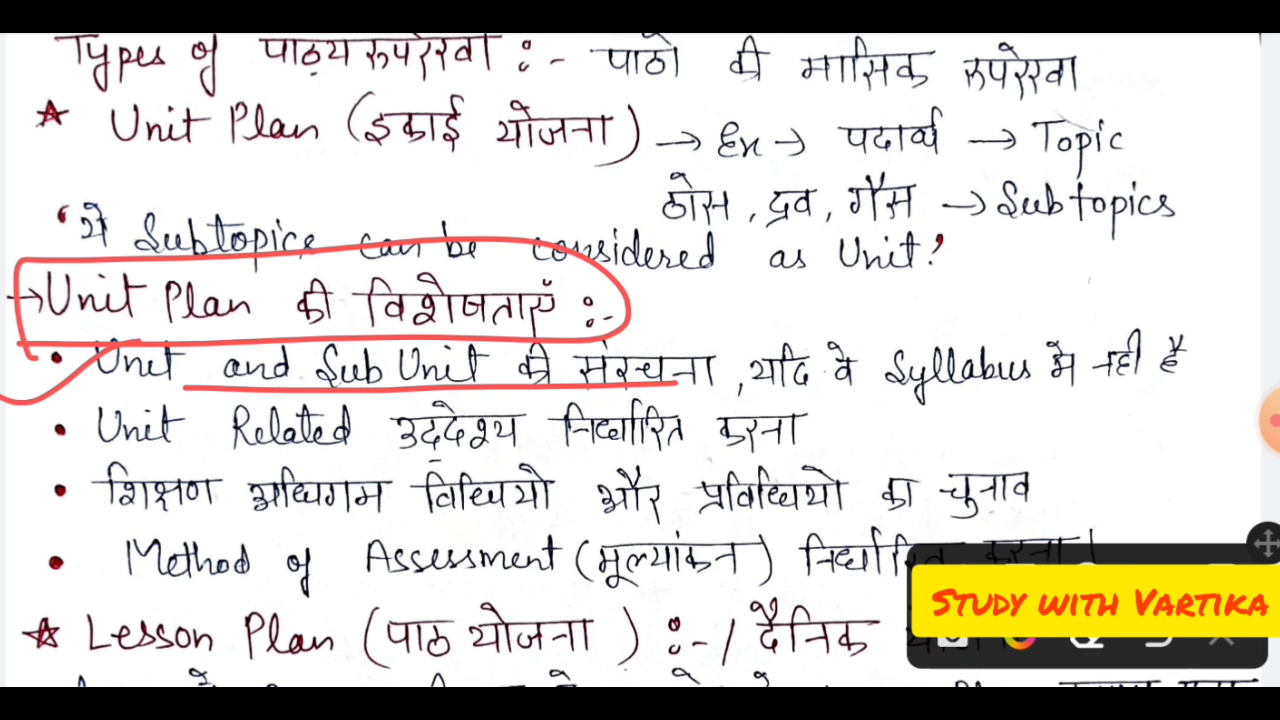 Types of पाठ्यरूपरेखा :- पाठो की मासिक रूपरेखा
★ Unit Plan (इकाई योजना) → Ex → पदार्थ → Topic
ठोस, द्रव, गैस → Subtopics
'ये Subtopics can be considered as Unit'
→ Unit Plan की विशेषताएँ :-
• Unit and Sub Unit की संरचना, यदि वे Syllabus मे नही हैं
• Unit Related उद्देश्य निर्धारित करना
• शिक्षण अधिगम विधियो और प्रविधियो का चुनाव
• Method of Assessment (मूल्यांकन) निर्धारित करना।
STUDY WITH VARTIKA
★ Lesson Plan (पाठ योजना) :- / दैनिक